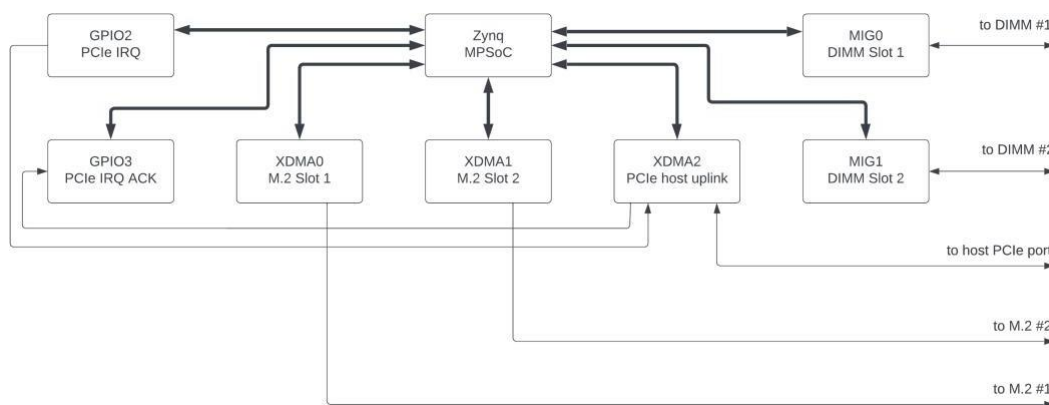 GPIO2
PCIe IRQ
Zynq
MPSoC
MIG0
DIMM Slot 1
to DIMM #1
GPIO3
PCIe IRQ ACK
XDMA0
M.2 Slot 1
XDMA1
M.2 Slot 2
XDMA2
PCIe host uplink
MIG1
DIMM Slot 2
to DIMM #2
to host PCIe port
to M.2 #2
to M.2 #1